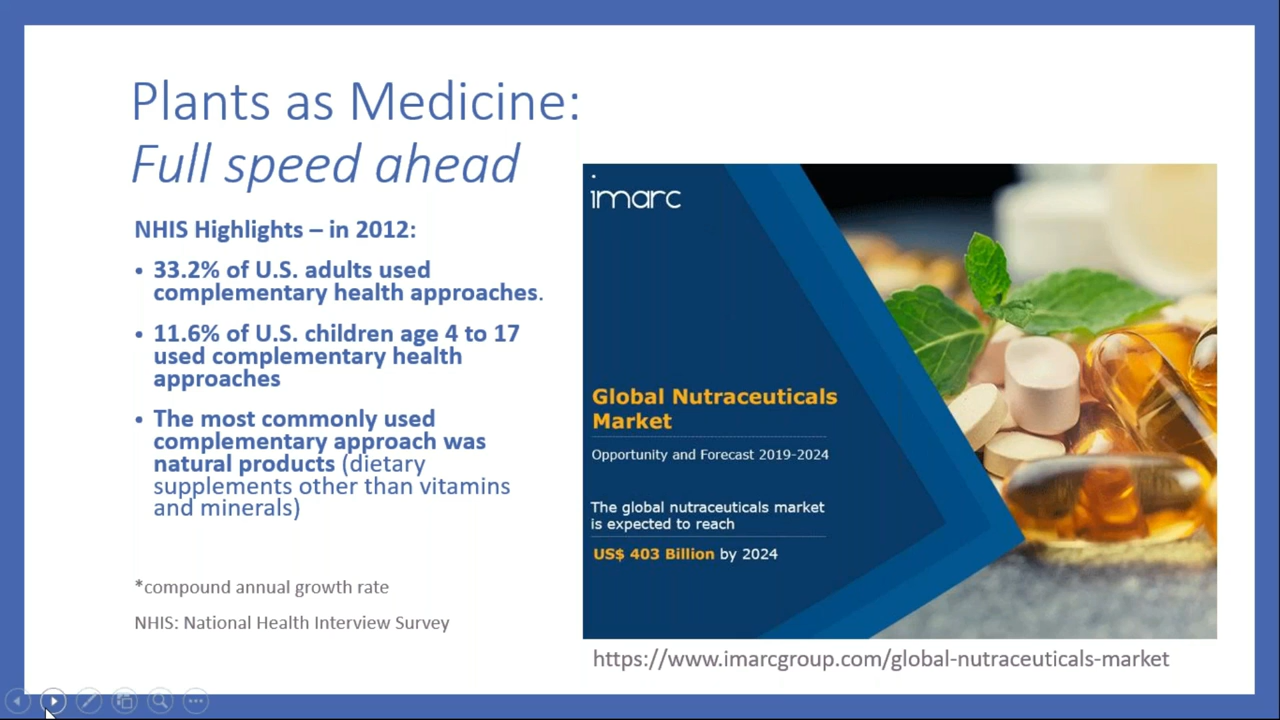 Plants as Medicine:
Full speed ahead
NHIS Highlights – in 2012:
• 33.2% of U.S. adults used
complementary health approaches.
• 11.6% of U.S. children age 4 to 17
used complementary health
approaches
• The most commonly used
complementary approach was
natural products (dietary
supplements other than vitamins
and minerals)
*compound annual growth rate
NHIS: National Health Interview Survey
imarc
Global Nutraceuticals
Market
Opportunity and Forecast 2019-2024
The global nutraceuticals market
is expected to reach
US$ 403 Billion by 2024
https://www.imarcgroup.com/global-nutraceuticals-market